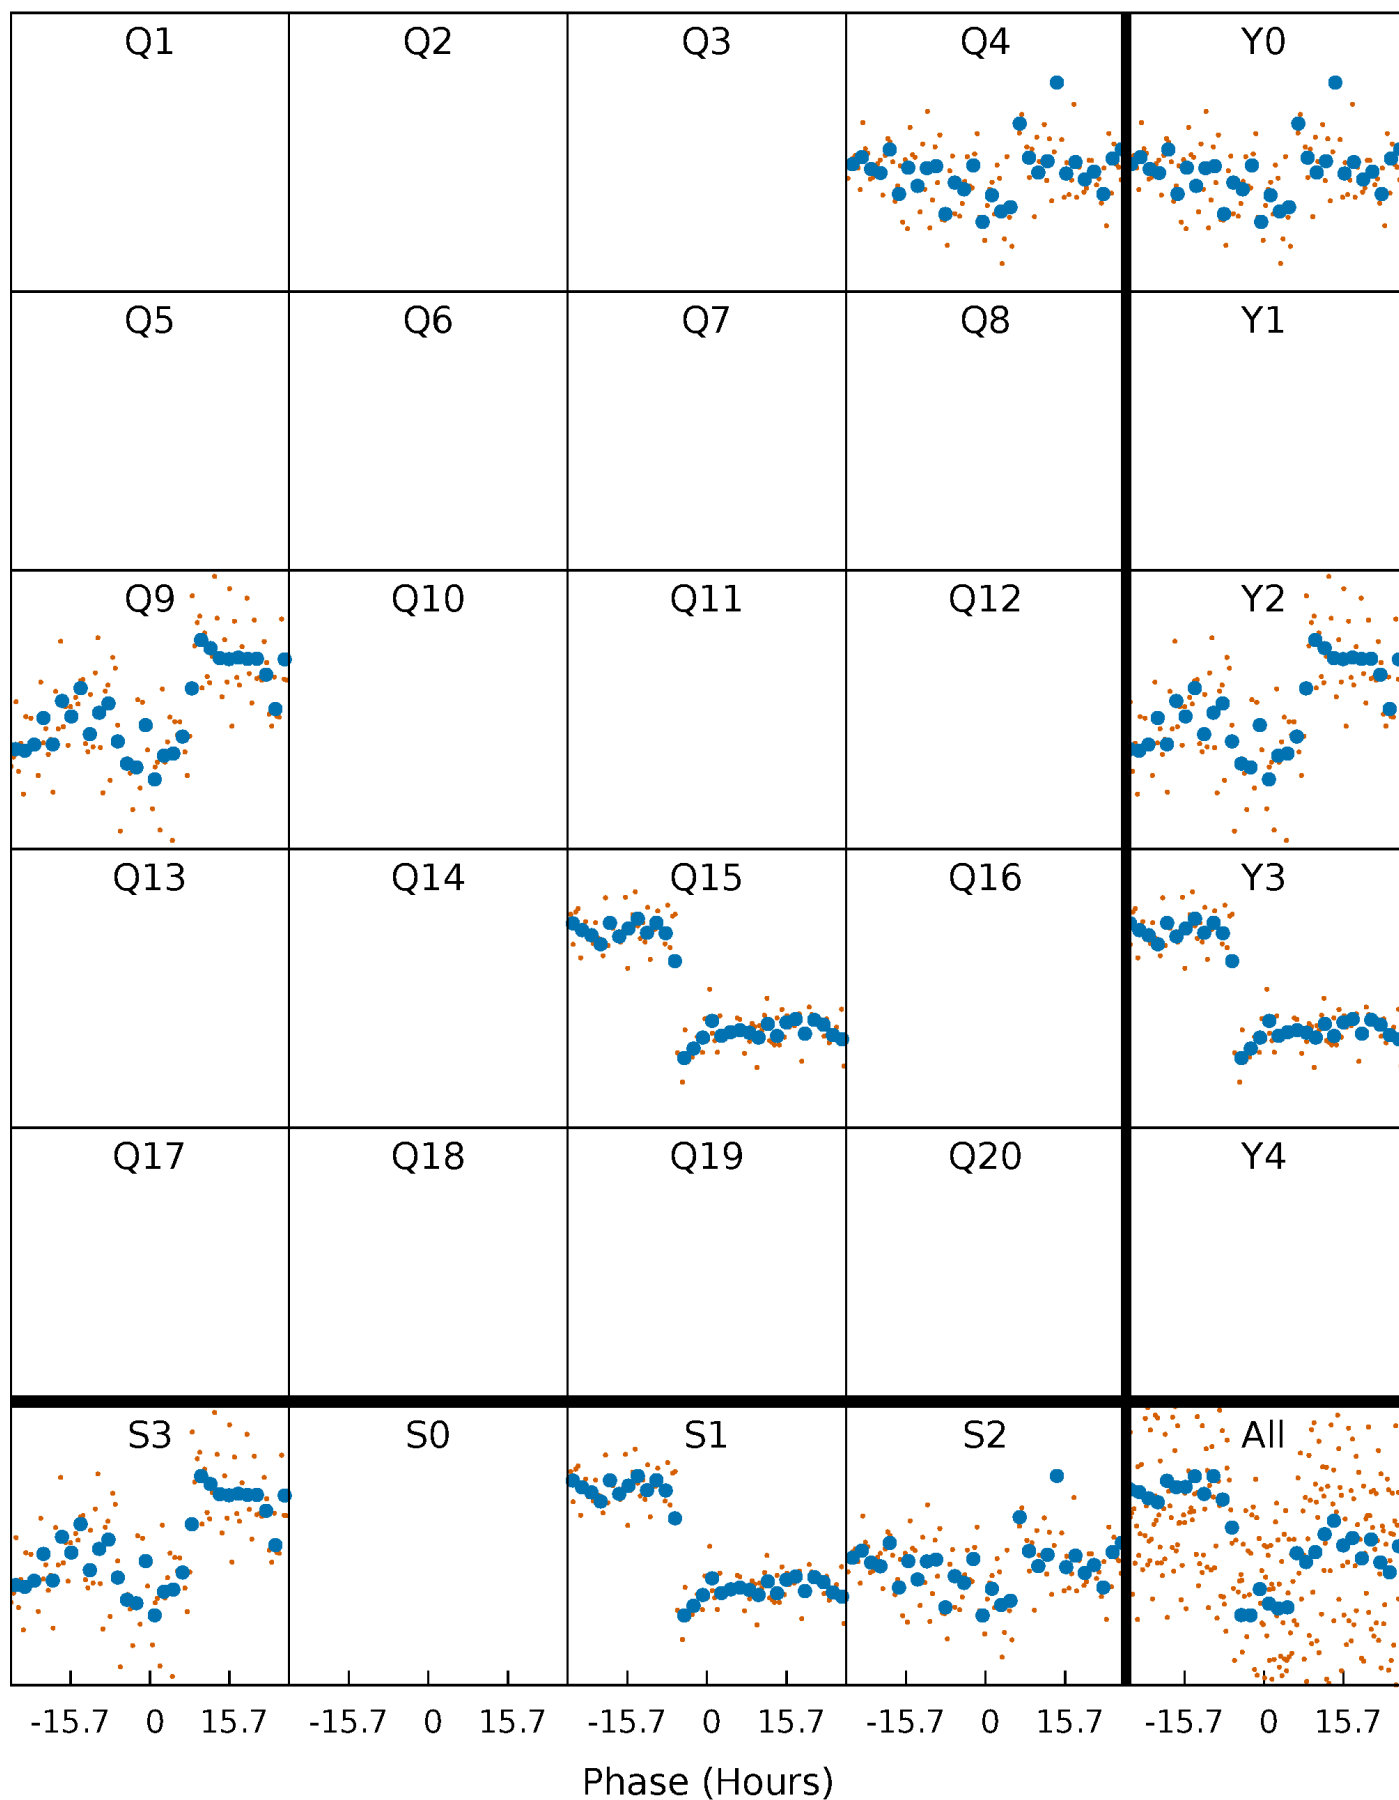 Q1 Q2 Q3 Q4 Y0
Q5 Q6 Q7 Q8 Y1
Q9 Q10 Q11 Q12 Y2
Q13 Q14 Q15 Q16 Y3
Q17 Q18 Q19 Q20 Y4
S3 S0 S1 S2 All
-15.7 0 15.7 -15.7 0 15.7 -15.7 0 15.7 -15.7 0 15.7 -15.7 0 15.7
Phase (Hours)